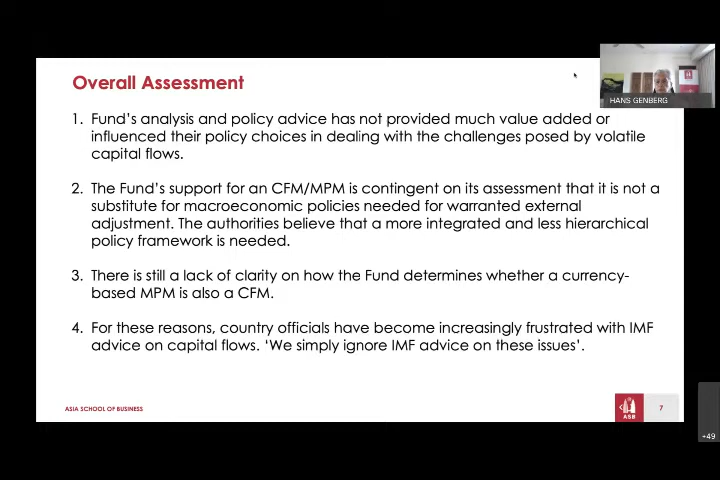 Overall Assessment
HANS GENBERG
1. Fund's analysis and policy advice has not provided much value added or
influenced their policy choices in dealing with the challenges posed by volatile
capital flows.
2. The Fund's support for an CFM/MPM is contingent on its assessment that it is not a
substitute for macroeconomic policies needed for warranted external
adjustment. The authorities believe that a more integrated and less hierarchical
policy framework is needed.
3. There is still a lack of clarity on how the Fund determines whether a currency-
based MPM is also a CFM.
4. For these reasons, country officials have become increasingly frustrated with IMF
advice on capital flows. 'We simply ignore IMF advice on these issues'.
ASIA SCHOOL OF BUSINESS
ASB
7
+49